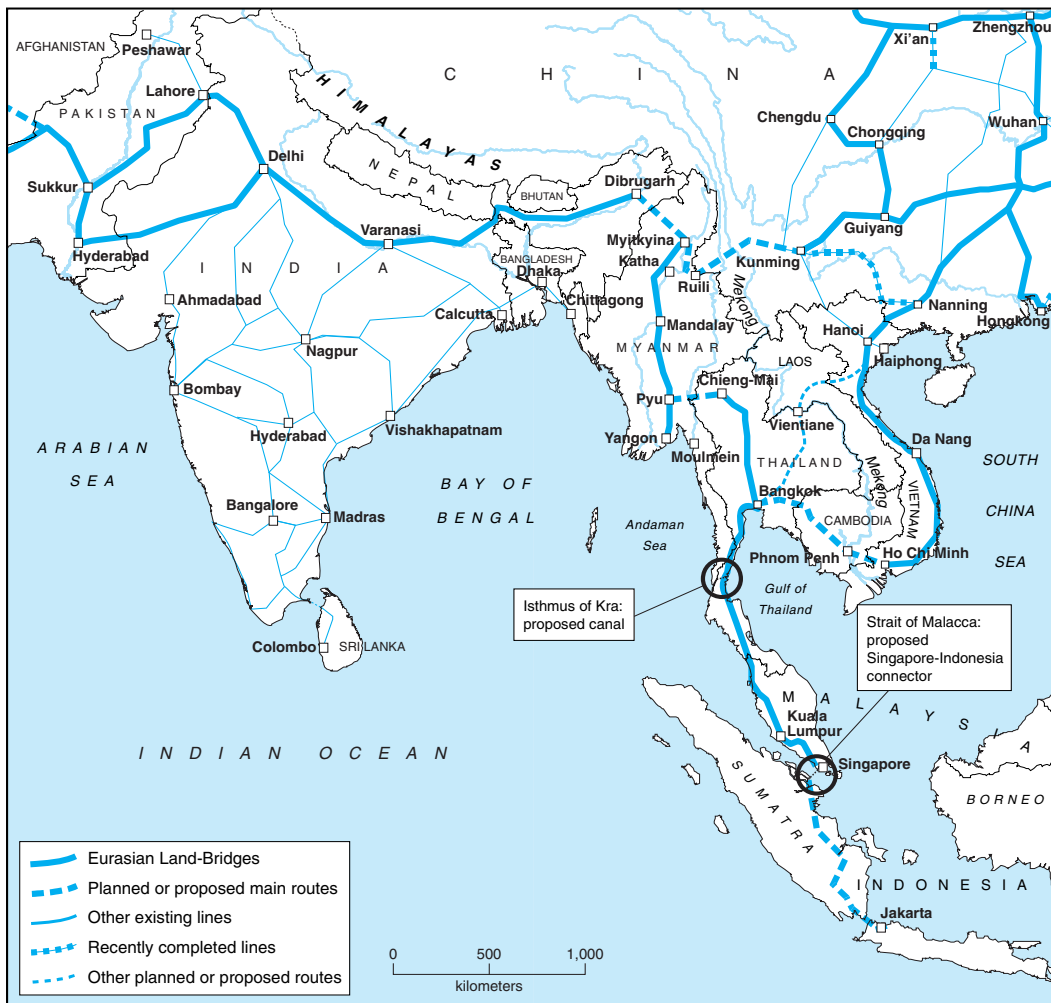 AFGHANISTAN
Peshawar
Lahore
PAKISTAN
Sukkur
Hyderabad
Delhi
HIMALAYAS
NEPAL
BHUTAN
CHINA
Xi'an
Zhengzhou
Chengdu
Chongqing
Wuhan
Dibrugarh
Varanasi
Myitkyina
Katha
Ruili
Kunming
Guiyang
Nanning
Hongkong
INDIA
BANGLADESH
Dhaka
Chittagong
Calcutta
Ahmadabad
Nagpur
Bombay
Hyderabad
Vishakhapatnam
Mandalay
MYANMAR
Mekong
Hanoi
Haiphong
LAOS
Chieng-Mai
Pyu
Yangon
Moulmein
Vientiane
THAILAND
Mekong
Da Nang
VIETNAM
Bangkok
CAMBODIA
Phnom Penh
Ho Chi Minh
ARABIAN
SEA
BAY OF
BENGAL
SOUTH
CHINA
SEA
Andaman
Sea
Gulf of
Thailand
Bangalore
Madras
Colombo
SRI LANKA
Isthmus of Kra:
proposed canal
Strait of Malacca:
proposed
Singapore-Indonesia
connector
MALAYSIA
Kuala
Lumpur
Singapore
SUMATRA
BORNEO
INDIAN OCEAN
INDONESIA
Jakarta
Eurasian Land-Bridges
Planned or proposed main routes
Other existing lines
Recently completed lines
Other planned or proposed routes
0 500 1,000
kilometers